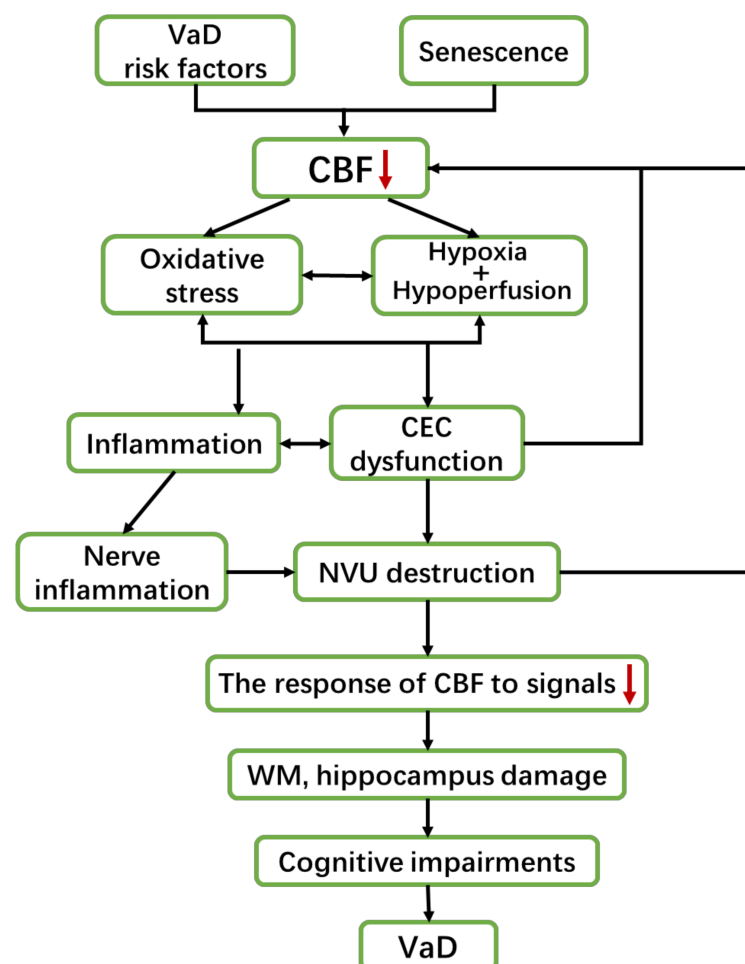 VaD
risk factors
Senescence
CBF
Oxidative
stress
Hypoxia
+
Hypoperfusion
Inflammation
CEC
dysfunction
Nerve
inflammation
NVU destruction
The response of CBF to signals
WM, hippocampus damage
Cognitive impairments
VaD